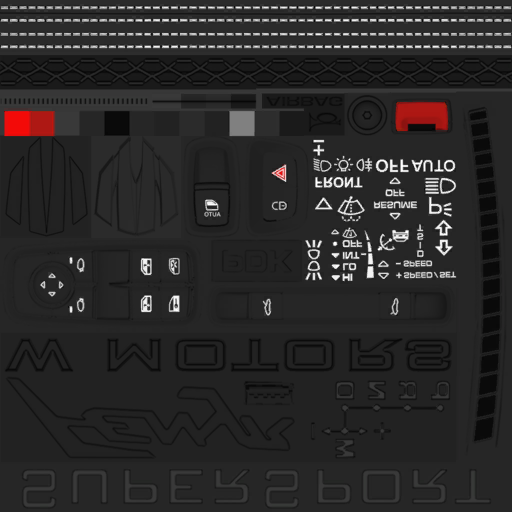 AIRBAG
OFF AUTO
FRONT
OFF
RESUME
AUTO
OFF
INT
LO
HI
- SPEED
+ SPEED/SET
W MOTORS
M
SUPERSPORT